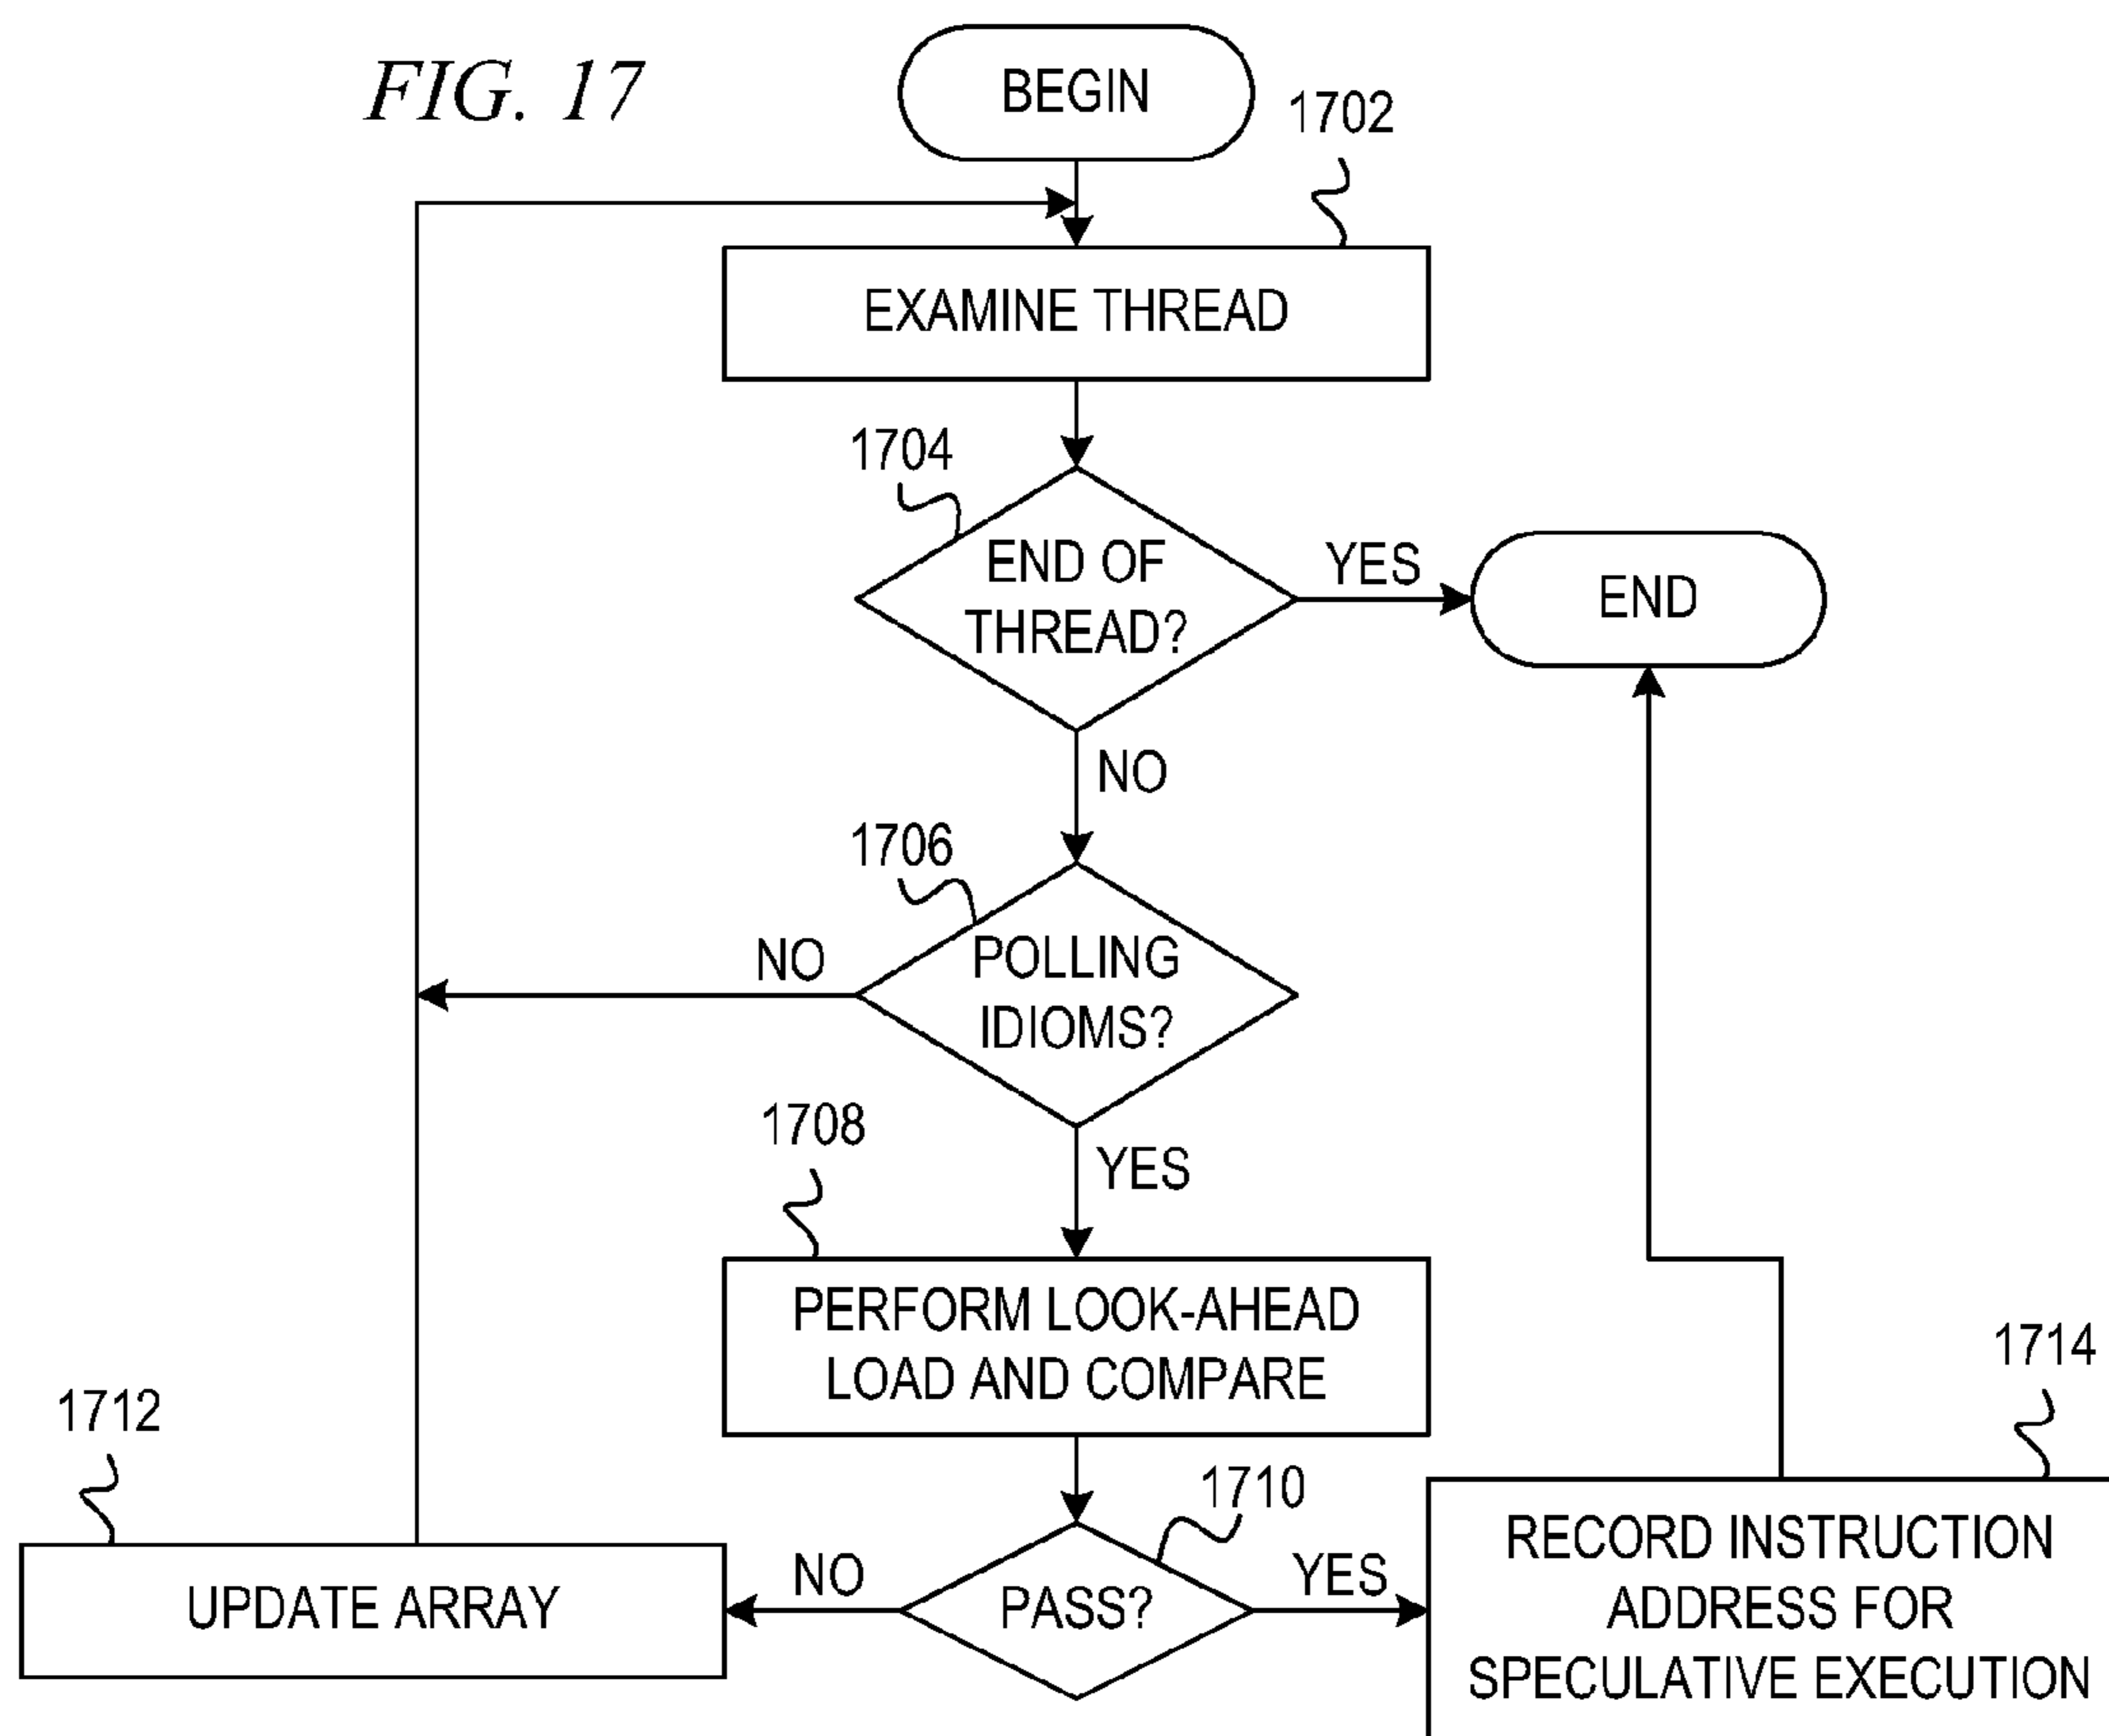 FIG. 17
BEGIN
1702
EXAMINE THREAD
1704
END OF
THREAD?
YES
END
NO
1706
POLLING
IDIOMS?
NO
YES
1708
PERFORM LOOK-AHEAD
LOAD AND COMPARE
1710
PASS?
NO
YES
1712
UPDATE ARRAY
1714
RECORD INSTRUCTION
ADDRESS FOR
SPECULATIVE EXECUTION